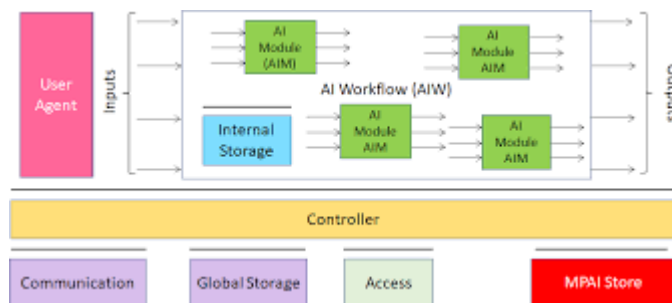 User
Agent
Inputs
AI
Module
(AIM)
AI
Module
AIM
AI Workflow (AIW)
Internal
Storage
AI
Module
AIM
AI
Module
AIM
Outputs
Controller
Communication
Global Storage
Access
MPAI Store